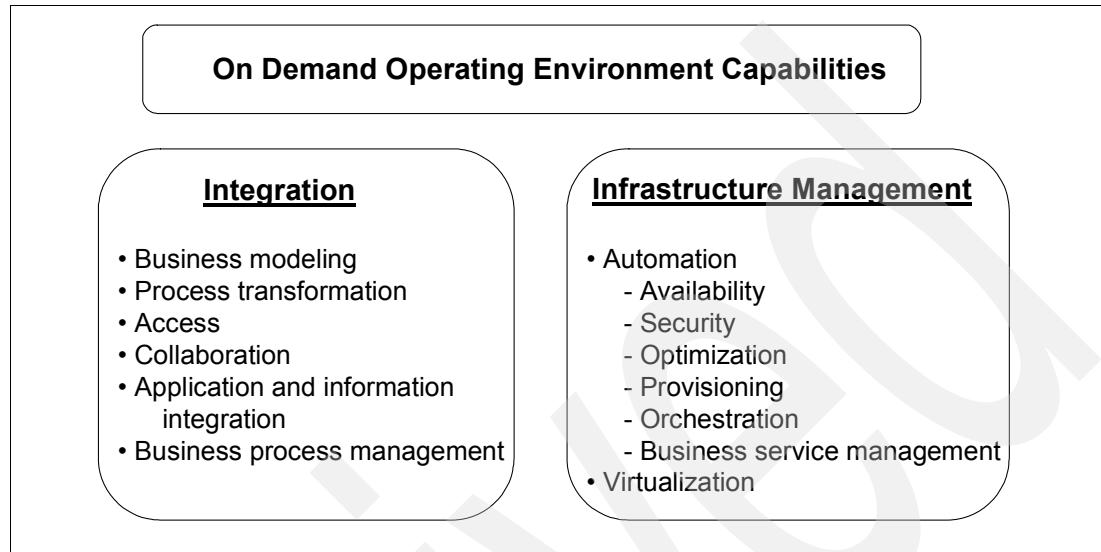 On Demand Operating Environment Capabilities
Integration
• Business modeling
• Process transformation
• Access
• Collaboration
• Application and information
integration
• Business process management
Infrastructure Management
• Automation
- Availability
- Security
- Optimization
- Provisioning
- Orchestration
- Business service management
• Virtualization